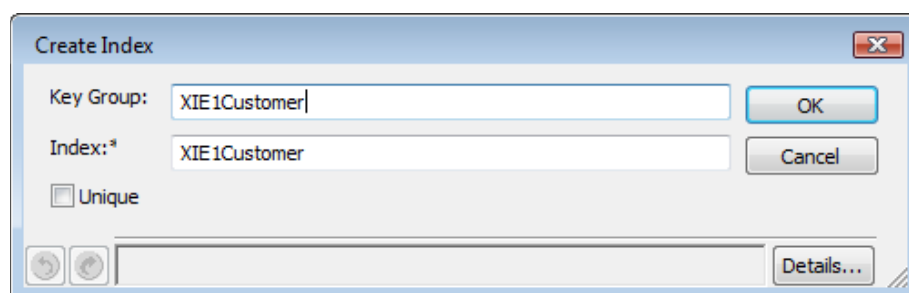 Create Index
Key Group: XIE1Customer OK
Index:* XIE1Customer Cancel
Unique
Details...